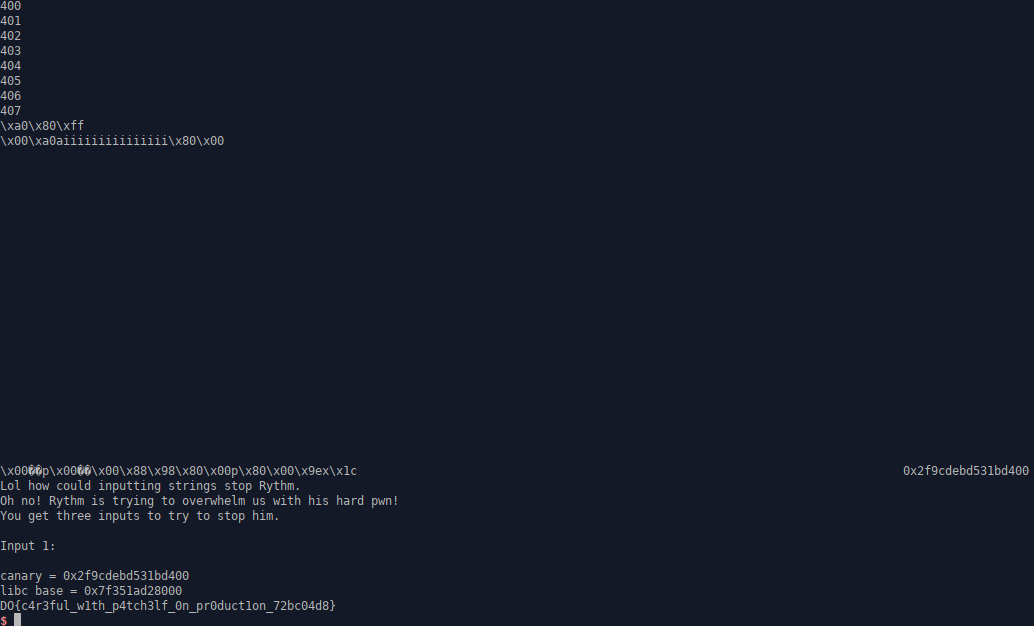 400
401
402
403
404
405
406
407
\xa0\x80\xff
\x00\xa0aiiiiiiiiiiiiiii\x80\x00
\x00��p\x00��\x00\x88\x98\x80\x00p\x80\x00\x9ex\x1c 0x2f9cdebd531bd400
Lol how could inputting strings stop Rythm.
Oh no! Rythm is trying to overwhelm us with his hard pwn!
You get three inputs to try to stop him.
Input 1:
canary = 0x2f9cdebd531bd400
libc base = 0x7f351ad28000
DO{c4r3ful_w1th_p4tch3lf_0n_pr0duct1on_72bc04d8}
$